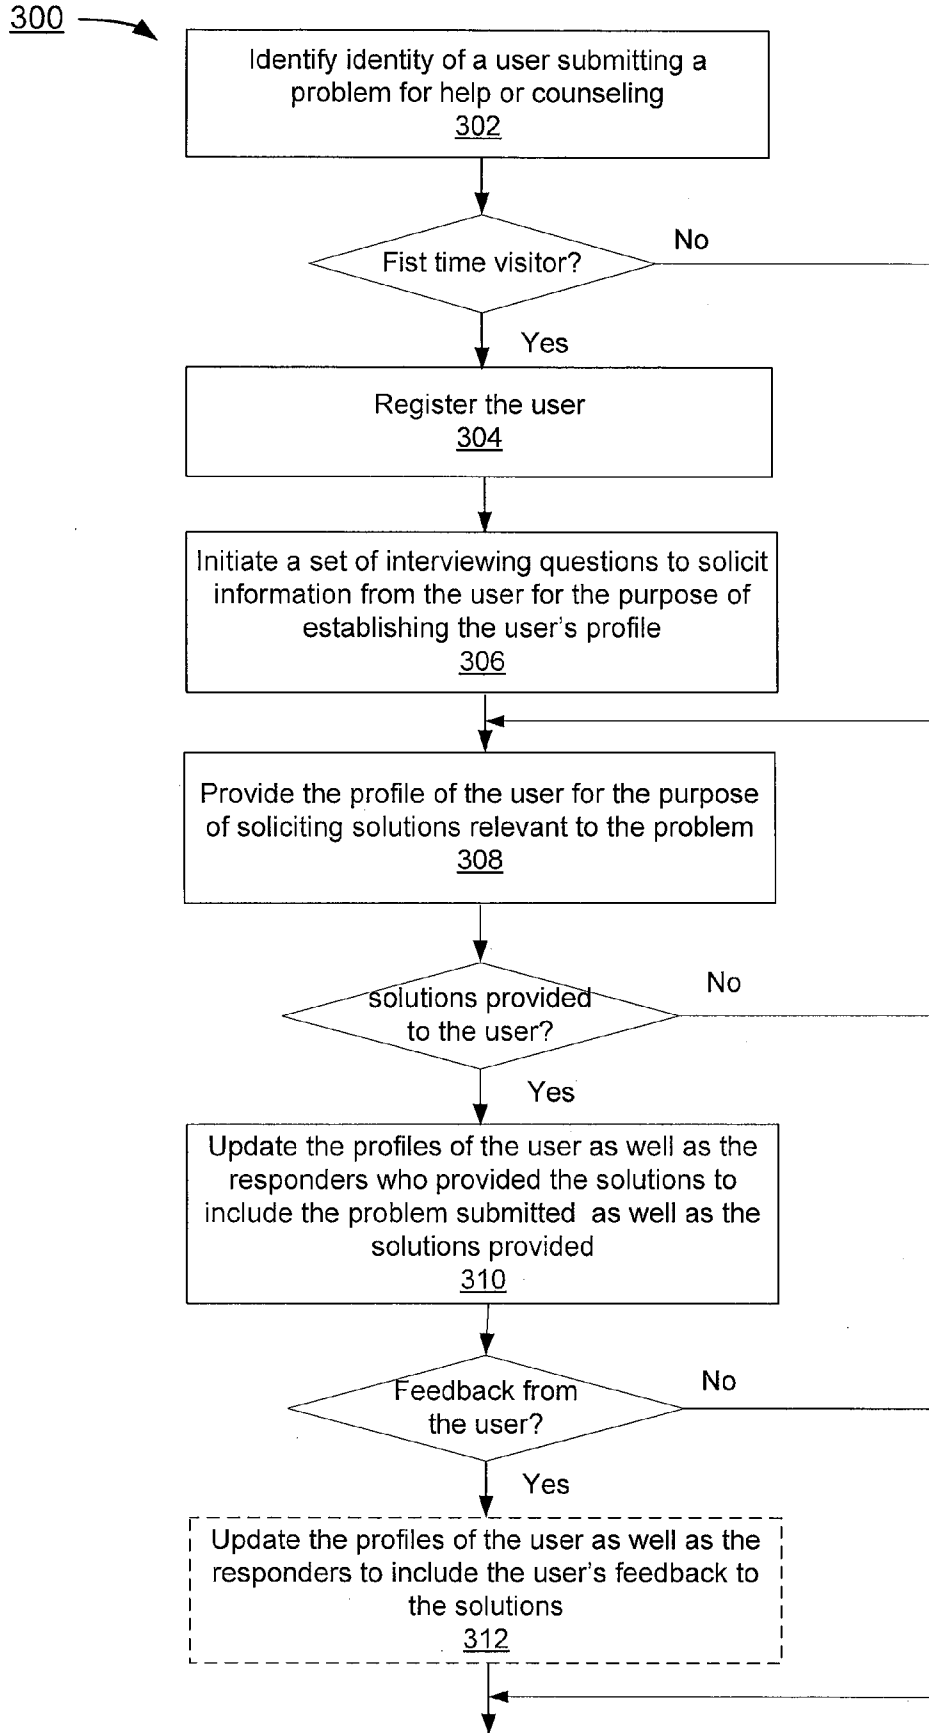 300
Identify identity of a user submitting a
problem for help or counseling
302
Fist time visitor?
No
Yes
Register the user
304
Initiate a set of interviewing questions to solicit
information from the user for the purpose of
establishing the user's profile
306
Provide the profile of the user for the purpose
of soliciting solutions relevant to the problem
308
solutions provided
to the user?
No
Yes
Update the profiles of the user as well as the
responders who provided the solutions to
include the problem submitted as well as the
solutions provided
310
Feedback from
the user?
No
Yes
Update the profiles of the user as well as the
responders to include the user's feedback to
the solutions
312